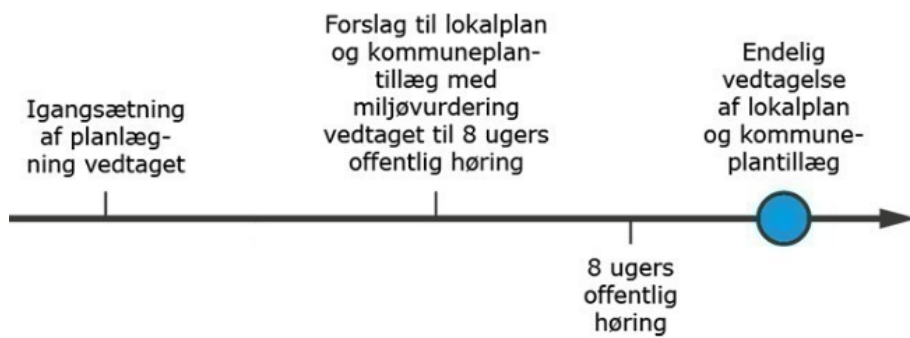 Igangsætning
af planlæg-
ning vedtaget
Forslag til lokalplan
og kommuneplan-
tillæg med
miljøvurdering
vedtaget til 8 ugers
offentlig høring
8 ugers
offentlig
høring
Endelig
vedtagelse
af lokalplan
og kommune-
plantillæg